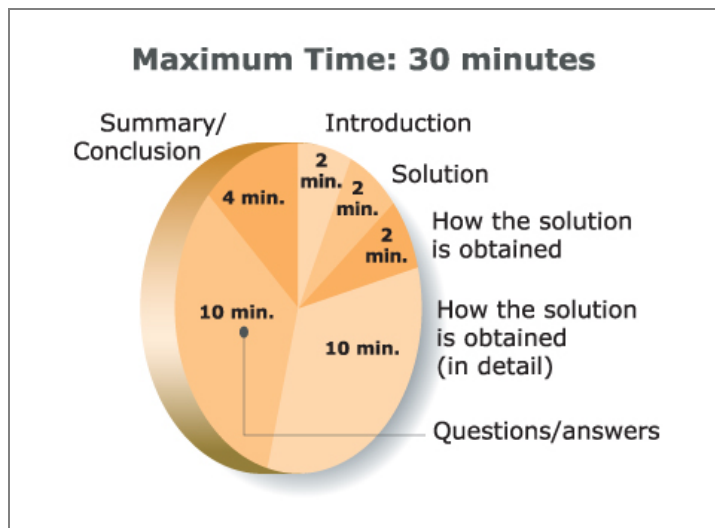 Maximum Time: 30 minutes
Summary/
Conclusion
Introduction
2
min.
Solution
2
min.
4 min.
How the solution
is obtained
2
min.
10 min.
How the solution
is obtained
(in detail)
10 min.
Questions/answers